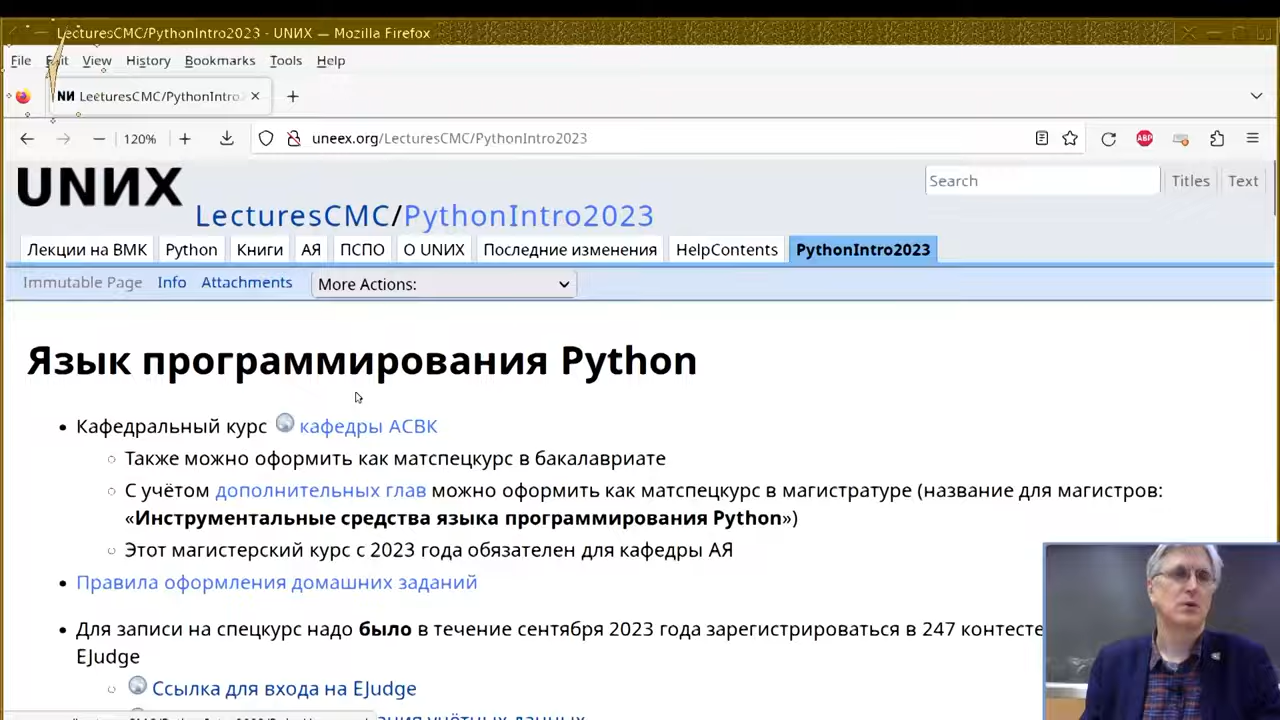 LecturesCMC/PythonIntro2023 - UNИX — Mozilla Firefox
File Edit View History Bookmarks Tools Help
NИ LecturesCMC/PythonIntro
120% uneex.org/LecturesCMC/PythonIntro2023 ABP
UNИX
LecturesCMC/PythonIntro2023
Search Titles Text
Лекции на ВМК Python Книги АЯ ПСПО О UNИX Последние изменения HelpContents PythonIntro2023
Immutable Page Info Attachments More Actions:
Язык программирования Python
• Кафедральный курс кафедры АСВК
○ Также можно оформить как матспецкурс в бакалавриате
○ С учётом дополнительных глав можно оформить как матспецкурс в магистратуре (название для магистров:
«Инструментальные средства языка программирования Python»)
○ Этот магистерский курс с 2023 года обязателен для кафедры АЯ
• Правила оформления домашних заданий
• Для записи на спецкурс надо было в течение сентября 2023 года зарегистрироваться в 247 контесте
EJudge
○ Ссылка для входа на EJudge